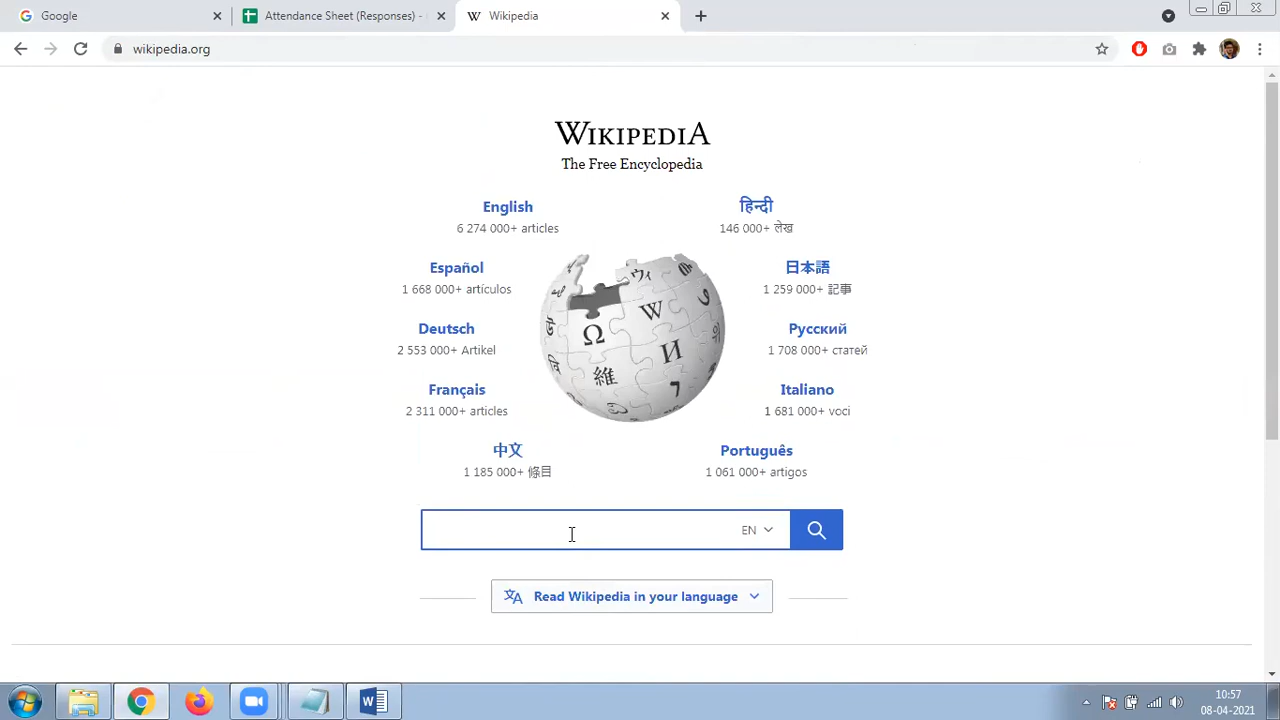 Google
Attendance Sheet (Responses) -
Wikipedia
wikipedia.org
WIKIPEDIA
The Free Encyclopedia
English
6 274 000+ articles
हिन्दी
146 000+ लेख
Español
1 668 000+ artículos
日本語
1 259 000+ 記事
Deutsch
2 553 000+ Artikel
Русский
1 708 000+ статей
Français
2 311 000+ articles
Italiano
1 681 000+ voci
中文
1 185 000+ 條目
Português
1 061 000+ artigos
Ω
W
ウィ
И
維
EN
Read Wikipedia in your language
10:57
08-04-2021